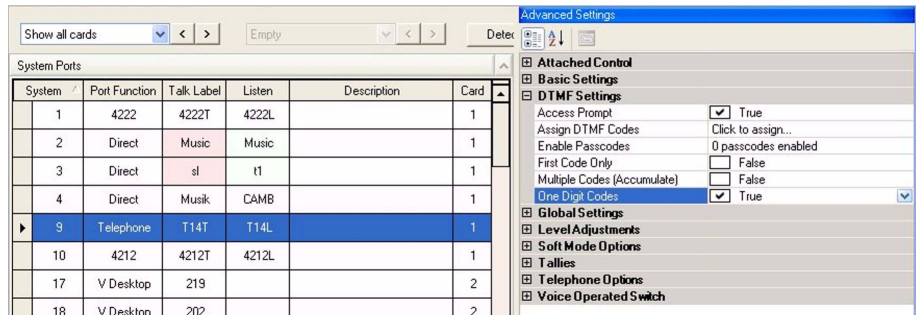 Advanced Settings
Show all cards < > Empty < > Detec
System Ports
System Port Function Talk Label Listen Description Card
1 4222 4222T 4222L 1
2 Direct Music Music 1
3 Direct sl t1 1
4 Direct Musik CAMB 1
9 Telephone T14T T14L 1
10 4212 4212T 4212L 1
17 V Desktop 219 2
18 V Desktop 202 2
Attached Control
Basic Settings
DTMF Settings
Access Prompt True
Assign DTMF Codes Click to assign...
Enable Passcodes 0 passcodes enabled
First Code Only False
Multiple Codes (Accumulate) False
One Digit Codes True
Global Settings
Level Adjustments
Soft Mode Options
Tallies
Telephone Options
Voice Operated Switch